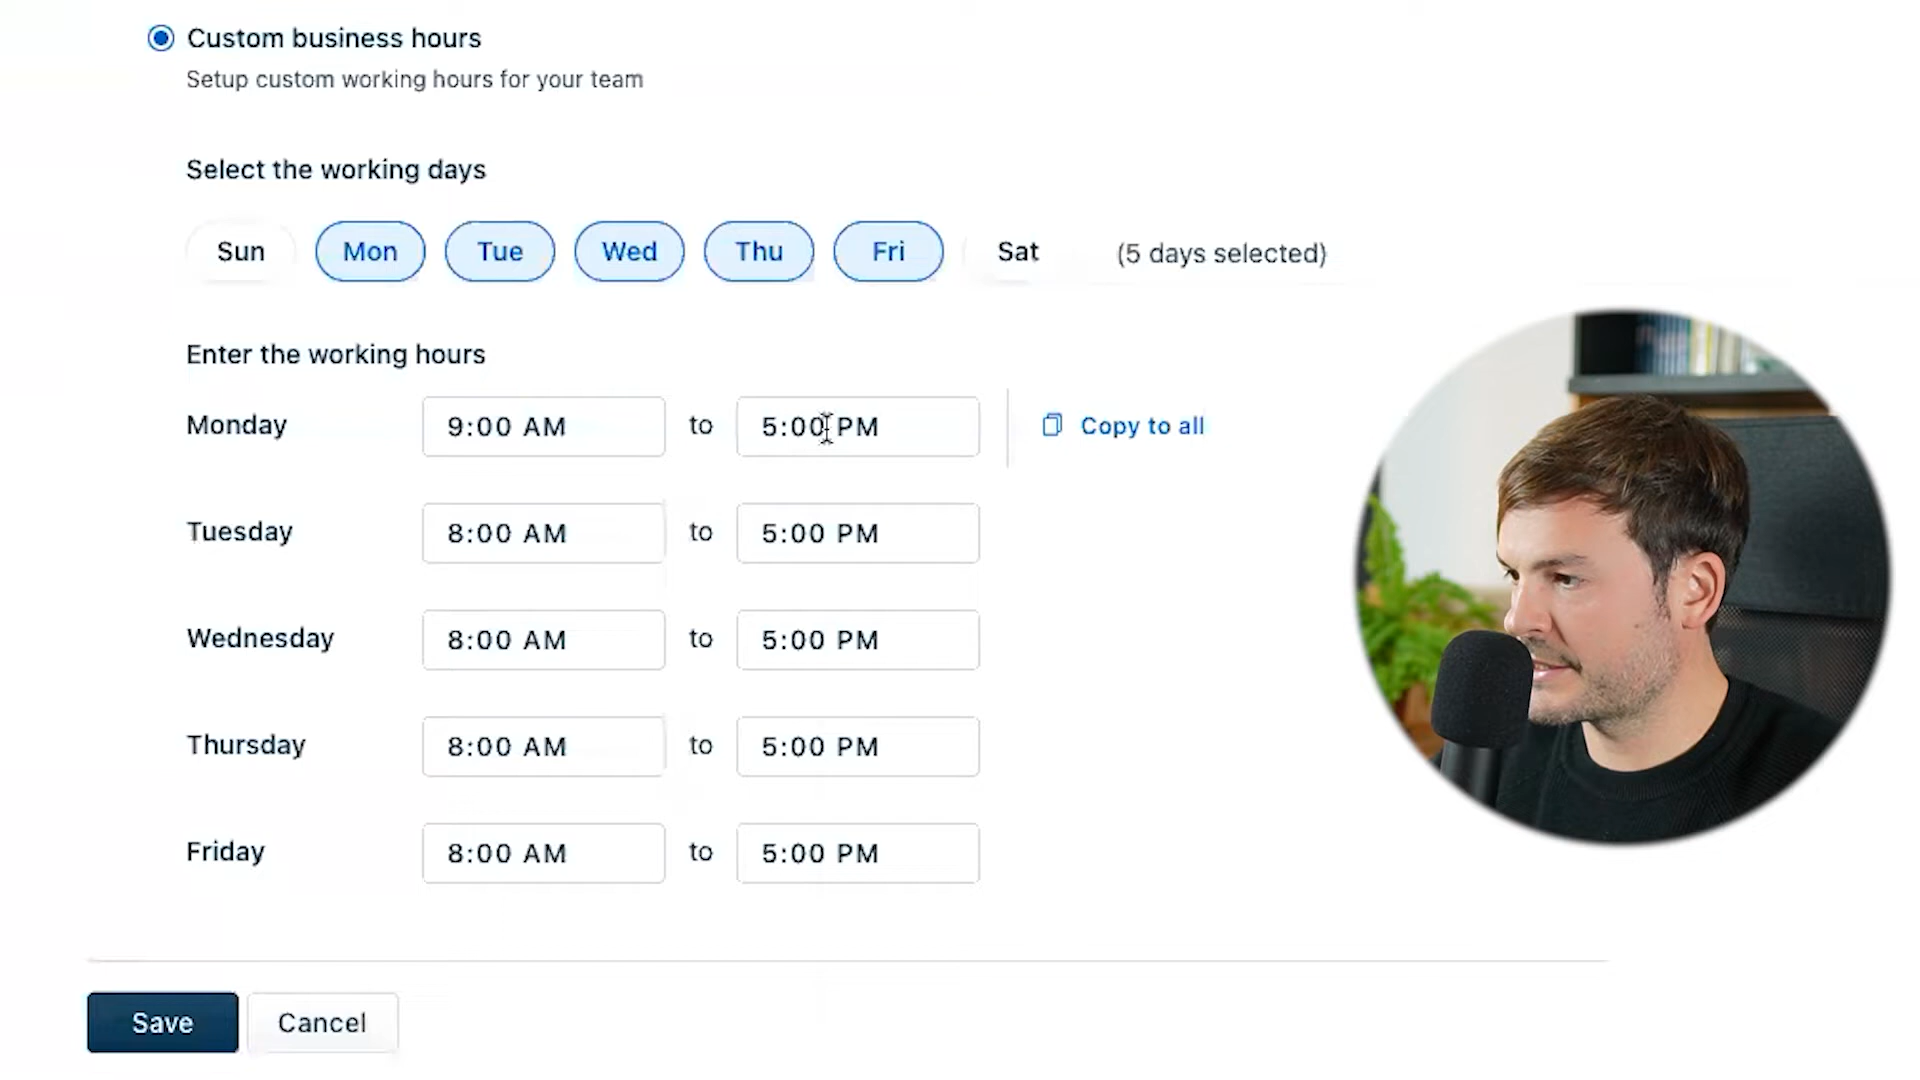 Custom business hours
Setup custom working hours for your team
Select the working days
Sun Mon Tue Wed Thu Fri Sat (5 days selected)
Enter the working hours
Monday 9:00 AM to 5:00 PM Copy to all
Tuesday 8:00 AM to 5:00 PM
Wednesday 8:00 AM to 5:00 PM
Thursday 8:00 AM to 5:00 PM
Friday 8:00 AM to 5:00 PM
Save Cancel